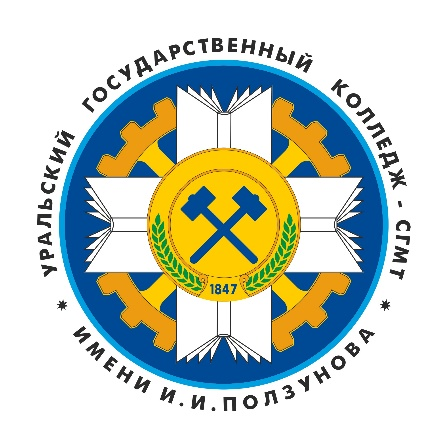 УРАЛЬСКИЙ ГОСУДАРСТВЕННЫЙ КОЛЛЕДЖ - СГМТ
* ИМЕНИ И.И.ПОЛЗУНОВА *
1847